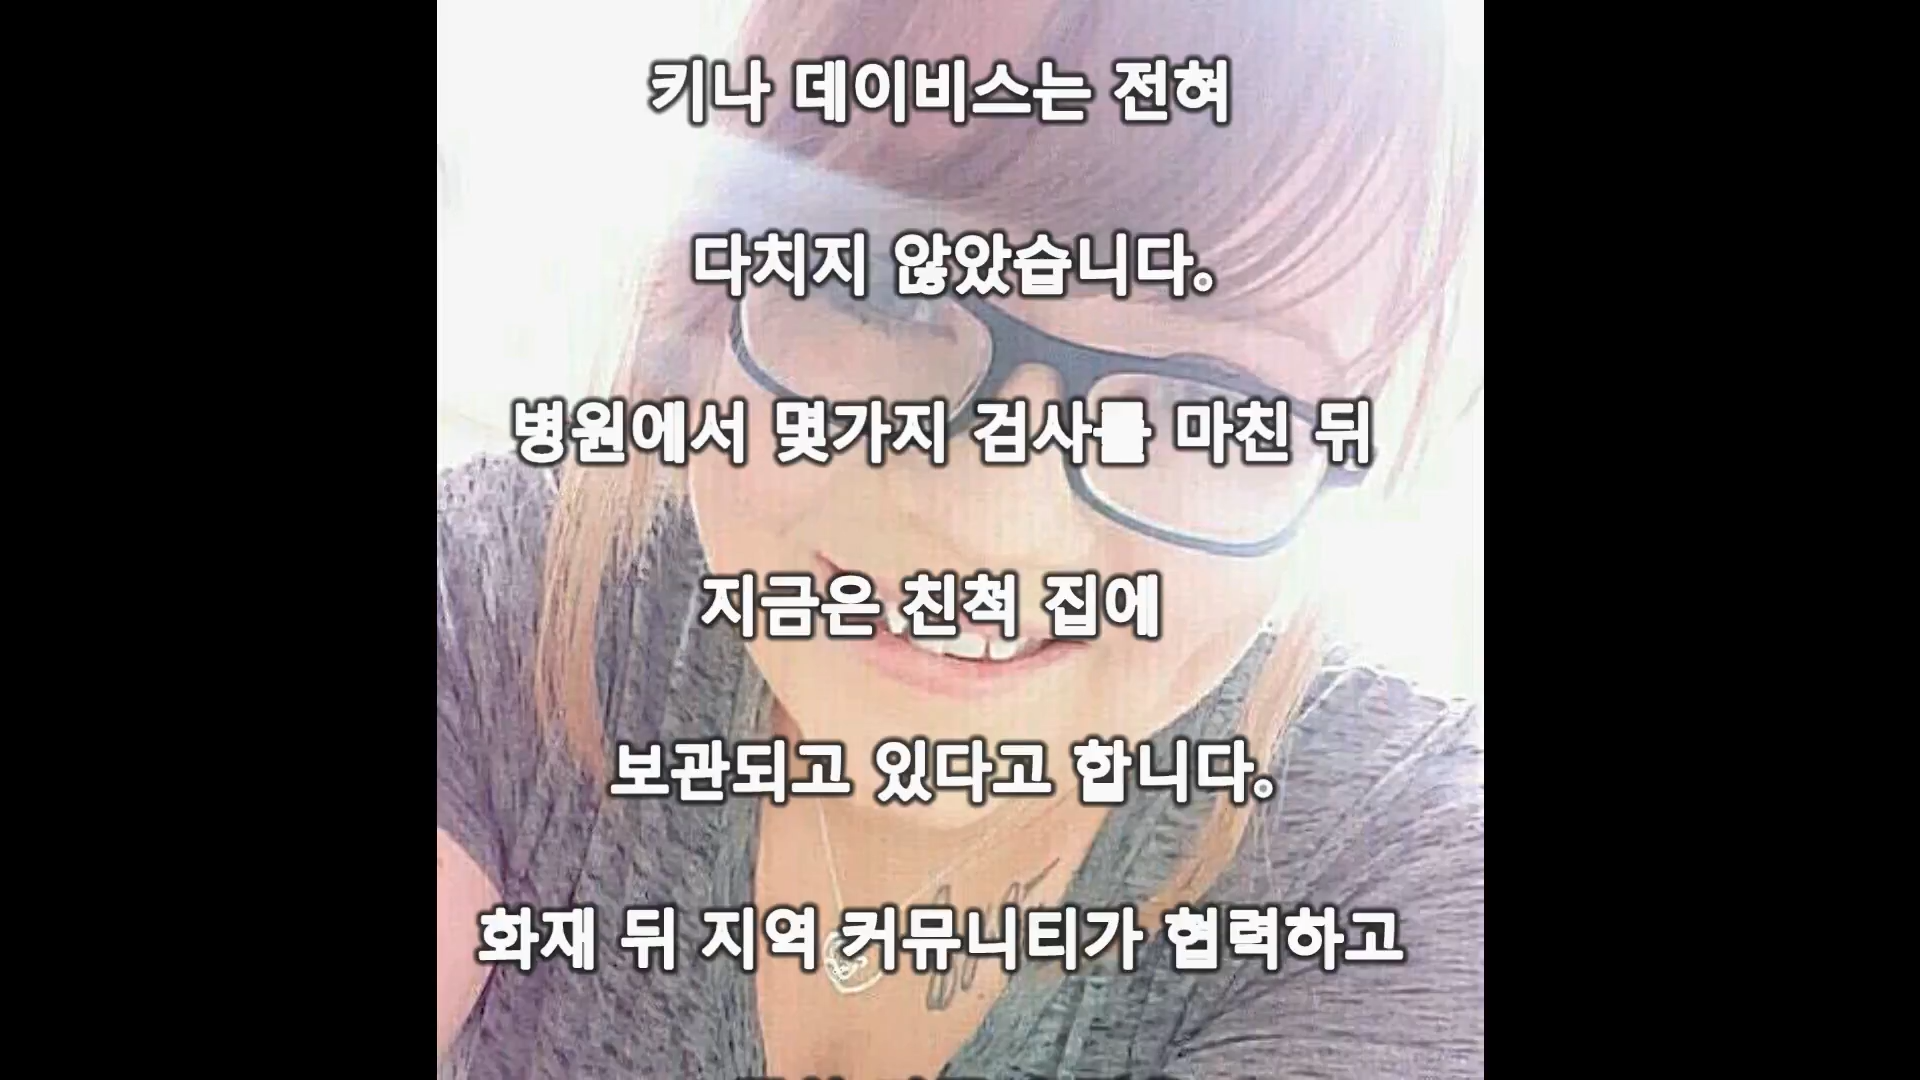 키나 데이비스는 전혀
다치지 않았습니다.
병원에서 몇가지 검사를 마친 뒤
지금은 친척 집에
보관되고 있다고 합니다.
화재 뒤 지역 커뮤니티가 협력하고